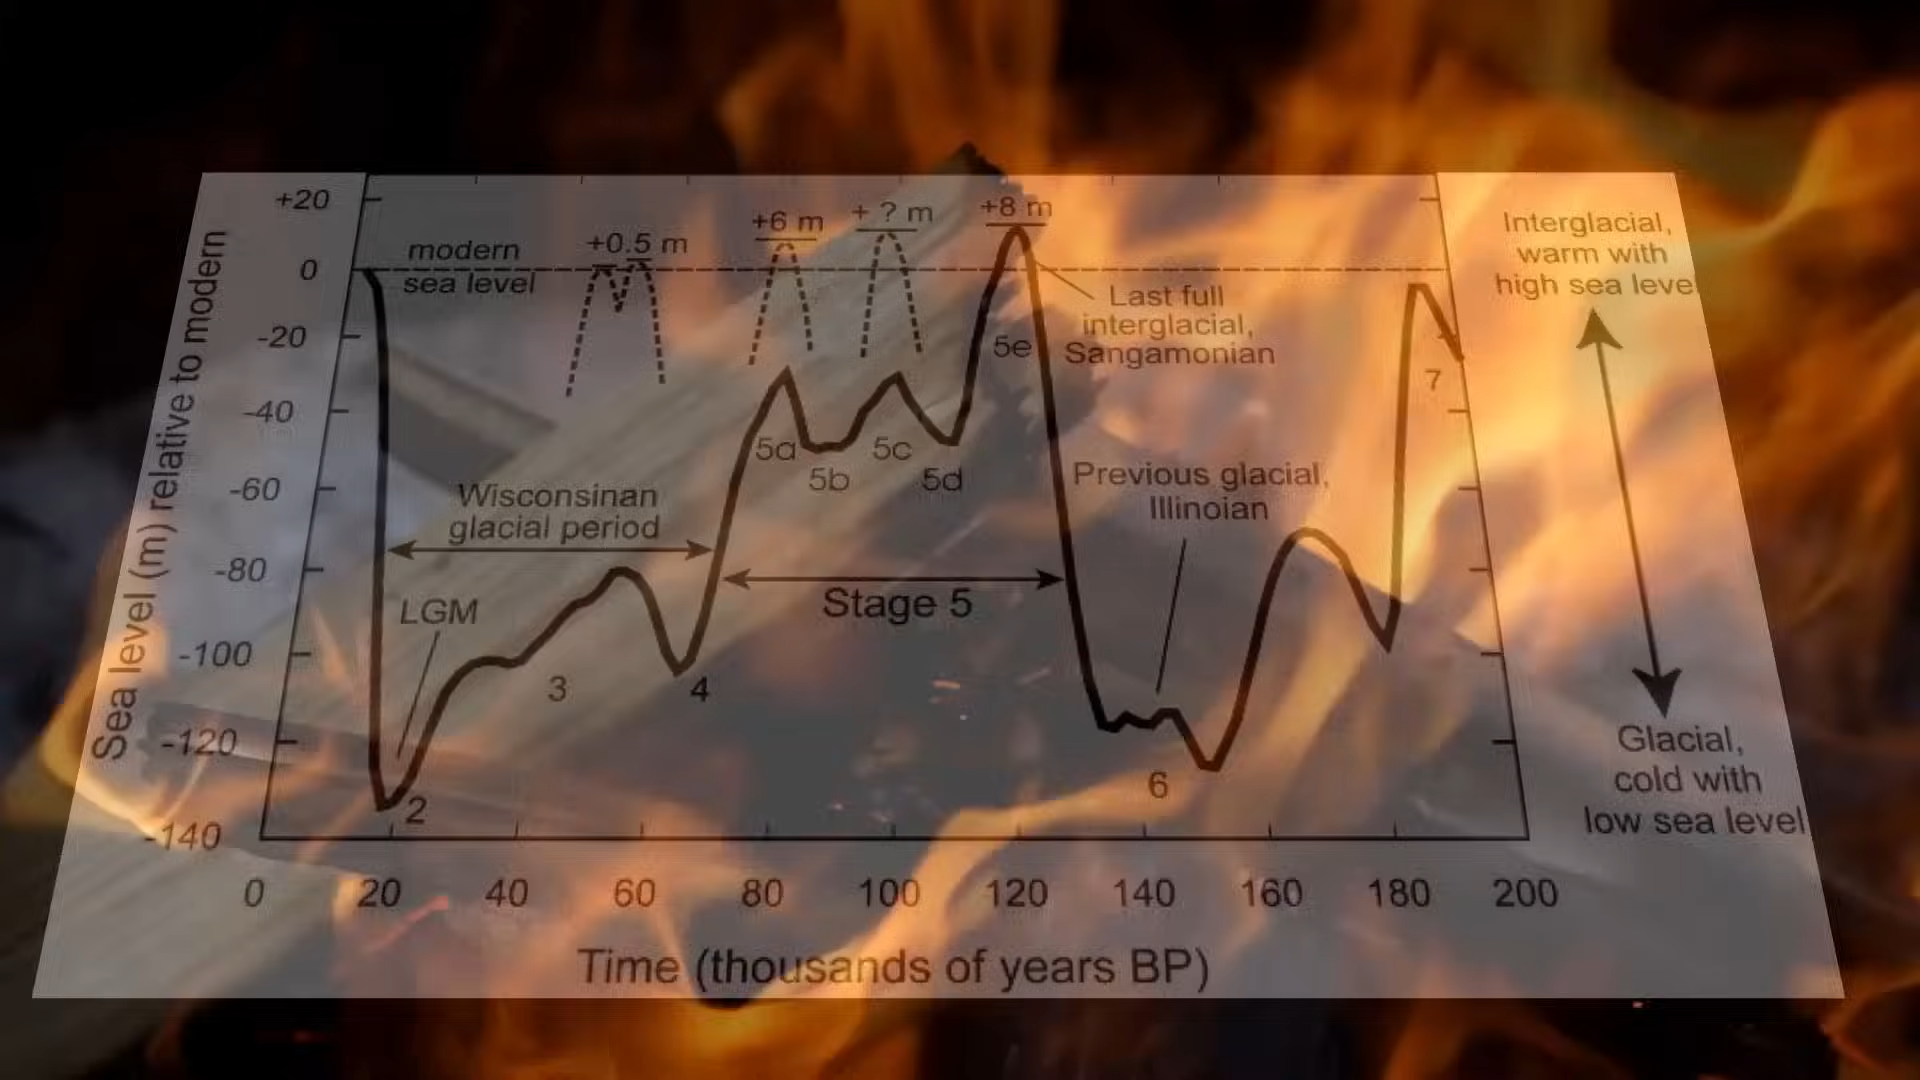 +20
0
-20
-40
-60
-80
-100
-120
-140
Sea level (m) relative to modern
modern
sea level
+0.5 m
+6 m
+ ? m
+8 m
Last full
interglacial,
Sangamonian
5e
5a
5b
5c
5d
7
Wisconsinan
glacial period
Stage 5
Previous glacial,
Illinoian
LGM
2
3
4
6
Interglacial,
warm with
high sea level
Glacial,
cold with
low sea level
0 20 40 60 80 100 120 140 160 180 200
Time (thousands of years BP)